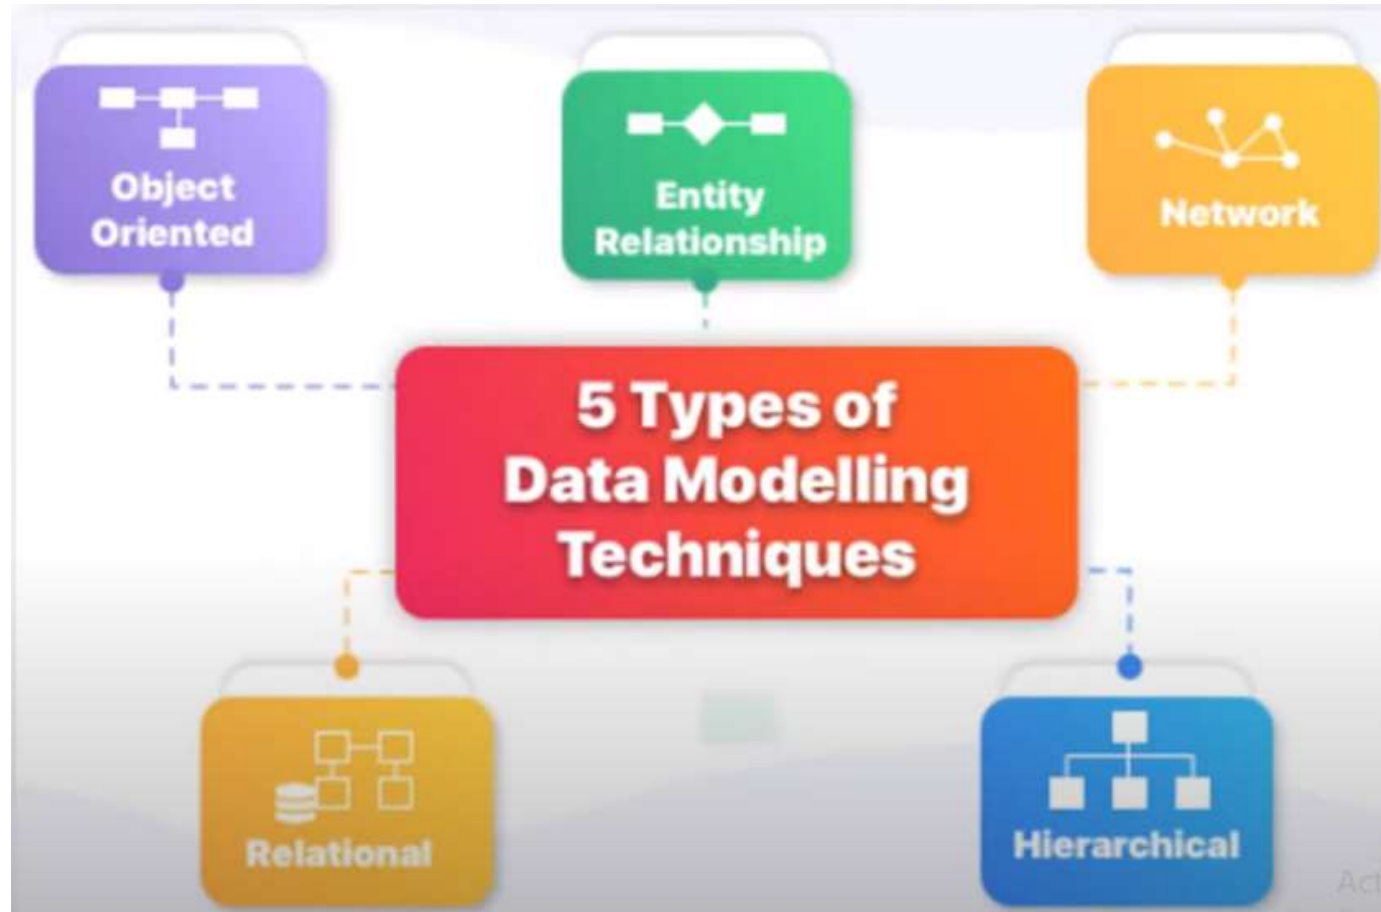 Object
Oriented
Entity
Relationship
Network
5 Types of
Data Modelling
Techniques
Relational
Hierarchical